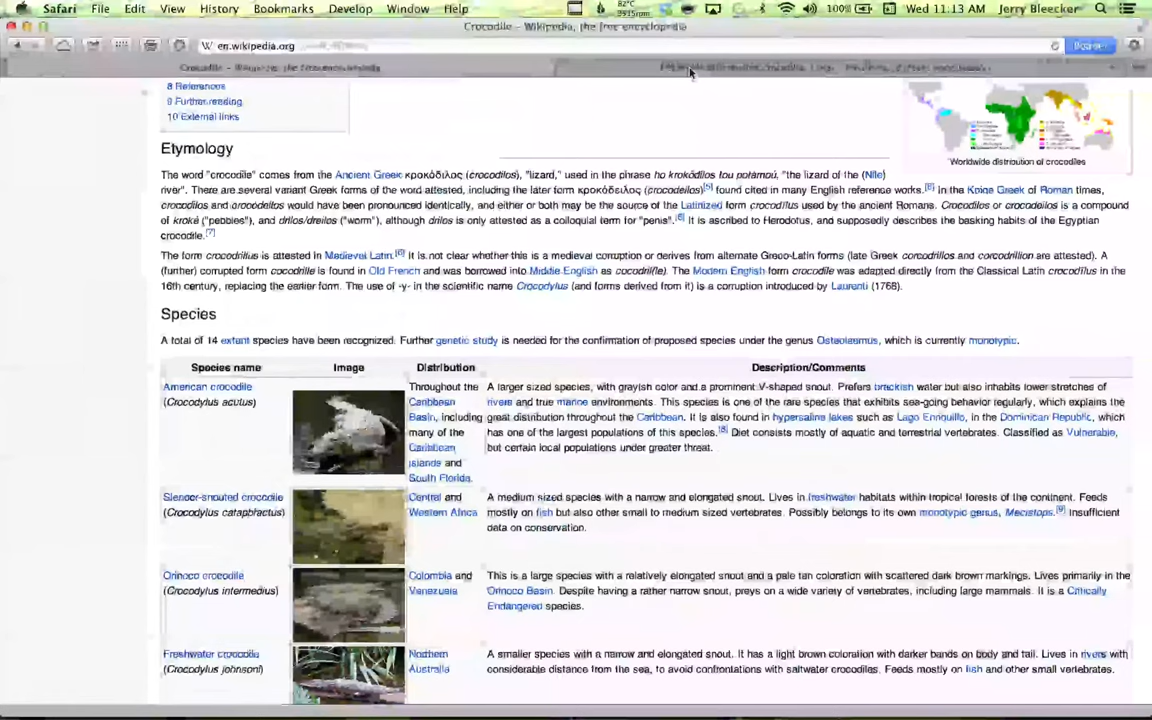 Safari File Edit View History Bookmarks Develop Window Help 82°C 5915rpm 100% Wed 11:13 AM Jerry Bleecker
Crocodile – Wikipedia, the free encyclopedia
W en.wikipedia.org
Crocodile – Wikipedia, the free encyclopedia
8 References
9 Further reading
10 External links
Worldwide distribution of crocodiles
Etymology
The word "crocodile" comes from the Ancient Greek κροκόδιλος (crocodilos), "lizard," used in the phrase ho krokódilos tou potamoú, "the lizard of the (Nile)
river". There are several variant Greek forms of the word attested, including the later form κροκόδειλος (crocodeilos)[5] found cited in many English reference works.[6] In the Koine Greek of Roman times,
crocodilos and crocodeilos would have been pronounced identically, and either or both may be the source of the Latinized form crocodīlus used by the ancient Romans. Crocodilos or crocodeilos is a compound
of krokè ("pebbles"), and drilos/dreilos ("worm"), although drilos is only attested as a colloquial term for "penis".[6] It is ascribed to Herodotus, and supposedly describes the basking habits of the Egyptian
crocodile.[7]
The form crocodrillus is attested in Medieval Latin.[6] It is not clear whether this is a medieval corruption or derives from alternate Greco-Latin forms (late Greek corcodrillos and corcodrillion are attested). A
(further) corrupted form cocodrille is found in Old French and was borrowed into Middle English as cocodril(le). The Modern English form crocodile was adapted directly from the Classical Latin crocodīlus in the
16th century, replacing the earlier form. The use of -y- in the scientific name Crocodylus (and forms derived from it) is a corruption introduced by Laurenti (1768).
Species
A total of 14 extant species have been recognized. Further genetic study is needed for the confirmation of proposed species under the genus Osteolaemus, which is currently monotypic.
Species name Image Distribution Description/Comments
American crocodile
(Crocodylus acutus)
Throughout the
Caribbean
Basin, including
many of the
Caribbean
islands and
South Florida.
A larger sized species, with grayish color and a prominent V-shaped snout. Prefers brackish water but also inhabits lower stretches of
rivers and true marine environments. This species is one of the rare species that exhibits sea-going behavior regularly, which explains the
great distribution throughout the Caribbean. It is also found in hypersaline lakes such as Lago Enriquillo, in the Dominican Republic, which
has one of the largest populations of this species.[8] Diet consists mostly of aquatic and terrestrial vertebrates. Classified as Vulnerable,
but certain local populations under greater threat.
Slender-snouted crocodile
(Crocodylus cataphractus)
Central and
Western Africa
A medium sized species with a narrow and elongated snout. Lives in freshwater habitats within tropical forests of the continent. Feeds
mostly on fish but also other small to medium sized vertebrates. Possibly belongs to its own monotypic genus, Mecistops.[9] Insufficient
data on conservation.
Orinoco crocodile
(Crocodylus intermedius)
Colombia and
Venezuela
This is a large species with a relatively elongated snout and a pale tan coloration with scattered dark brown markings. Lives primarily in the
Orinoco Basin. Despite having a rather narrow snout, preys on a wide variety of vertebrates, including large mammals. It is a Critically
Endangered species.
Freshwater crocodile
(Crocodylus johnsoni)
Northern
Australia
A smaller species with a narrow and elongated snout. It has a light brown coloration with darker bands on body and tail. Lives in rivers with
considerable distance from the sea, to avoid confrontations with saltwater crocodiles. Feeds mostly on fish and other small vertebrates.